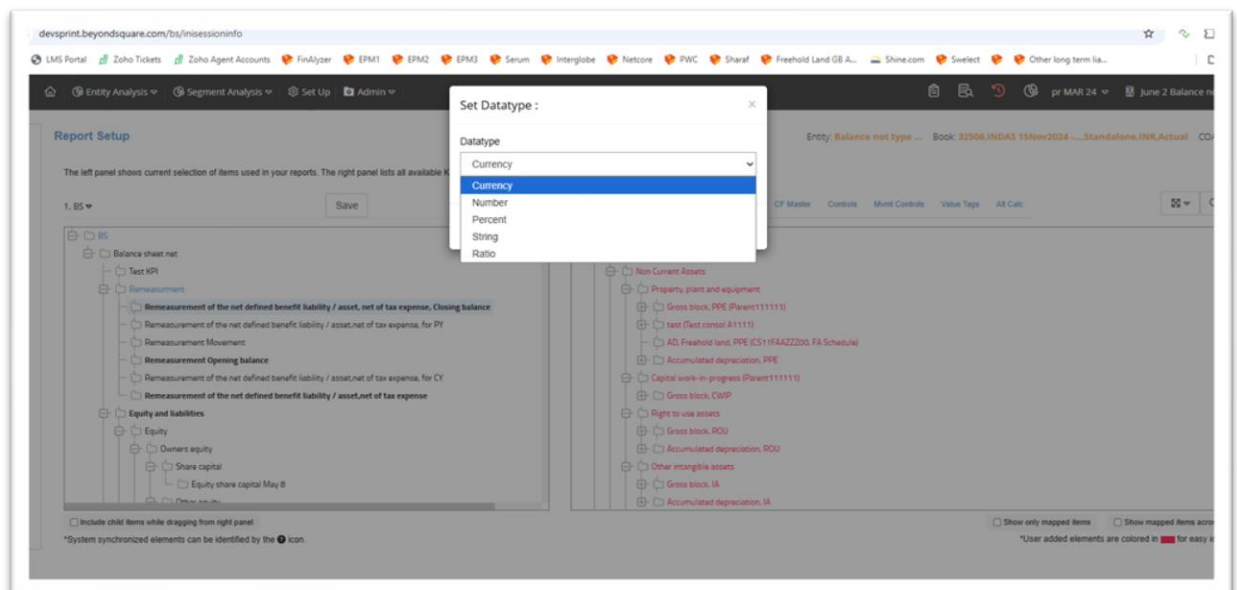 devsprint.beyondsquare.com/bs/inisessioninfo
LMS Portal Zoho Tickets Zoho Agent Accounts FinAlyzer EPM1 EPM2 EPM3 Serum Interglobe Netcore PWC Sharaf Freehold Land GB A... Shine.com Swelect Other long term lia...
Entity Analysis Segment Analysis Set Up Admin pr MAR 24 June 2 Balance no
Set Datatype :
Report Setup
Entity: Balance not type ... Book: 32506,INDAS 15Nov2024 -...,Standalone,INR,Actual COA
Datatype
Currency
The left panel shows current selection of items used in your reports. The right panel lists all available K
Currency
Number
Percent
String
Ratio
1. BS Save CF Master Controls Mvmt Controls Value Tags Alt Calc
BS
Balance sheet net
Test KPI
Remeasurment
Remeasurement of the net defined benefit liability / asset, net of tax expense, Closing balance
Remeasurement of the net defined benefit liability / asset,net of tax expense, for PY
Remeasurement Movement
Remeasurement Opening balance
Remeasurement of the net defined benefit liability / asset,net of tax expense, for CY
Remeasurement of the net defined benefit liability / asset,net of tax expense
Equity and liabilities
Equity
Owners equity
Share capital
Equity share capital May 8
Other equity
Non Current Assets
Property, plant and equipment
Gross block, PPE (Parent111111)
test (Test consol A1111)
AD, Freehold land, PPE (CS11FAAZZZ00, FA Schedule)
Accumulated depreciation, PPE
Capital work-in-progress (Parent111111)
Gross block, CWIP
Right to use assets
Gross block, ROU
Accumulated depreciation, ROU
Other intangible assets
Gross block, IA
Accumulated depreciation, IA
Include child items while dragging from right panel
Show only mapped items Show mapped items acros
*System synchronized elements can be identified by the icon.
*User added elements are colored in for easy i